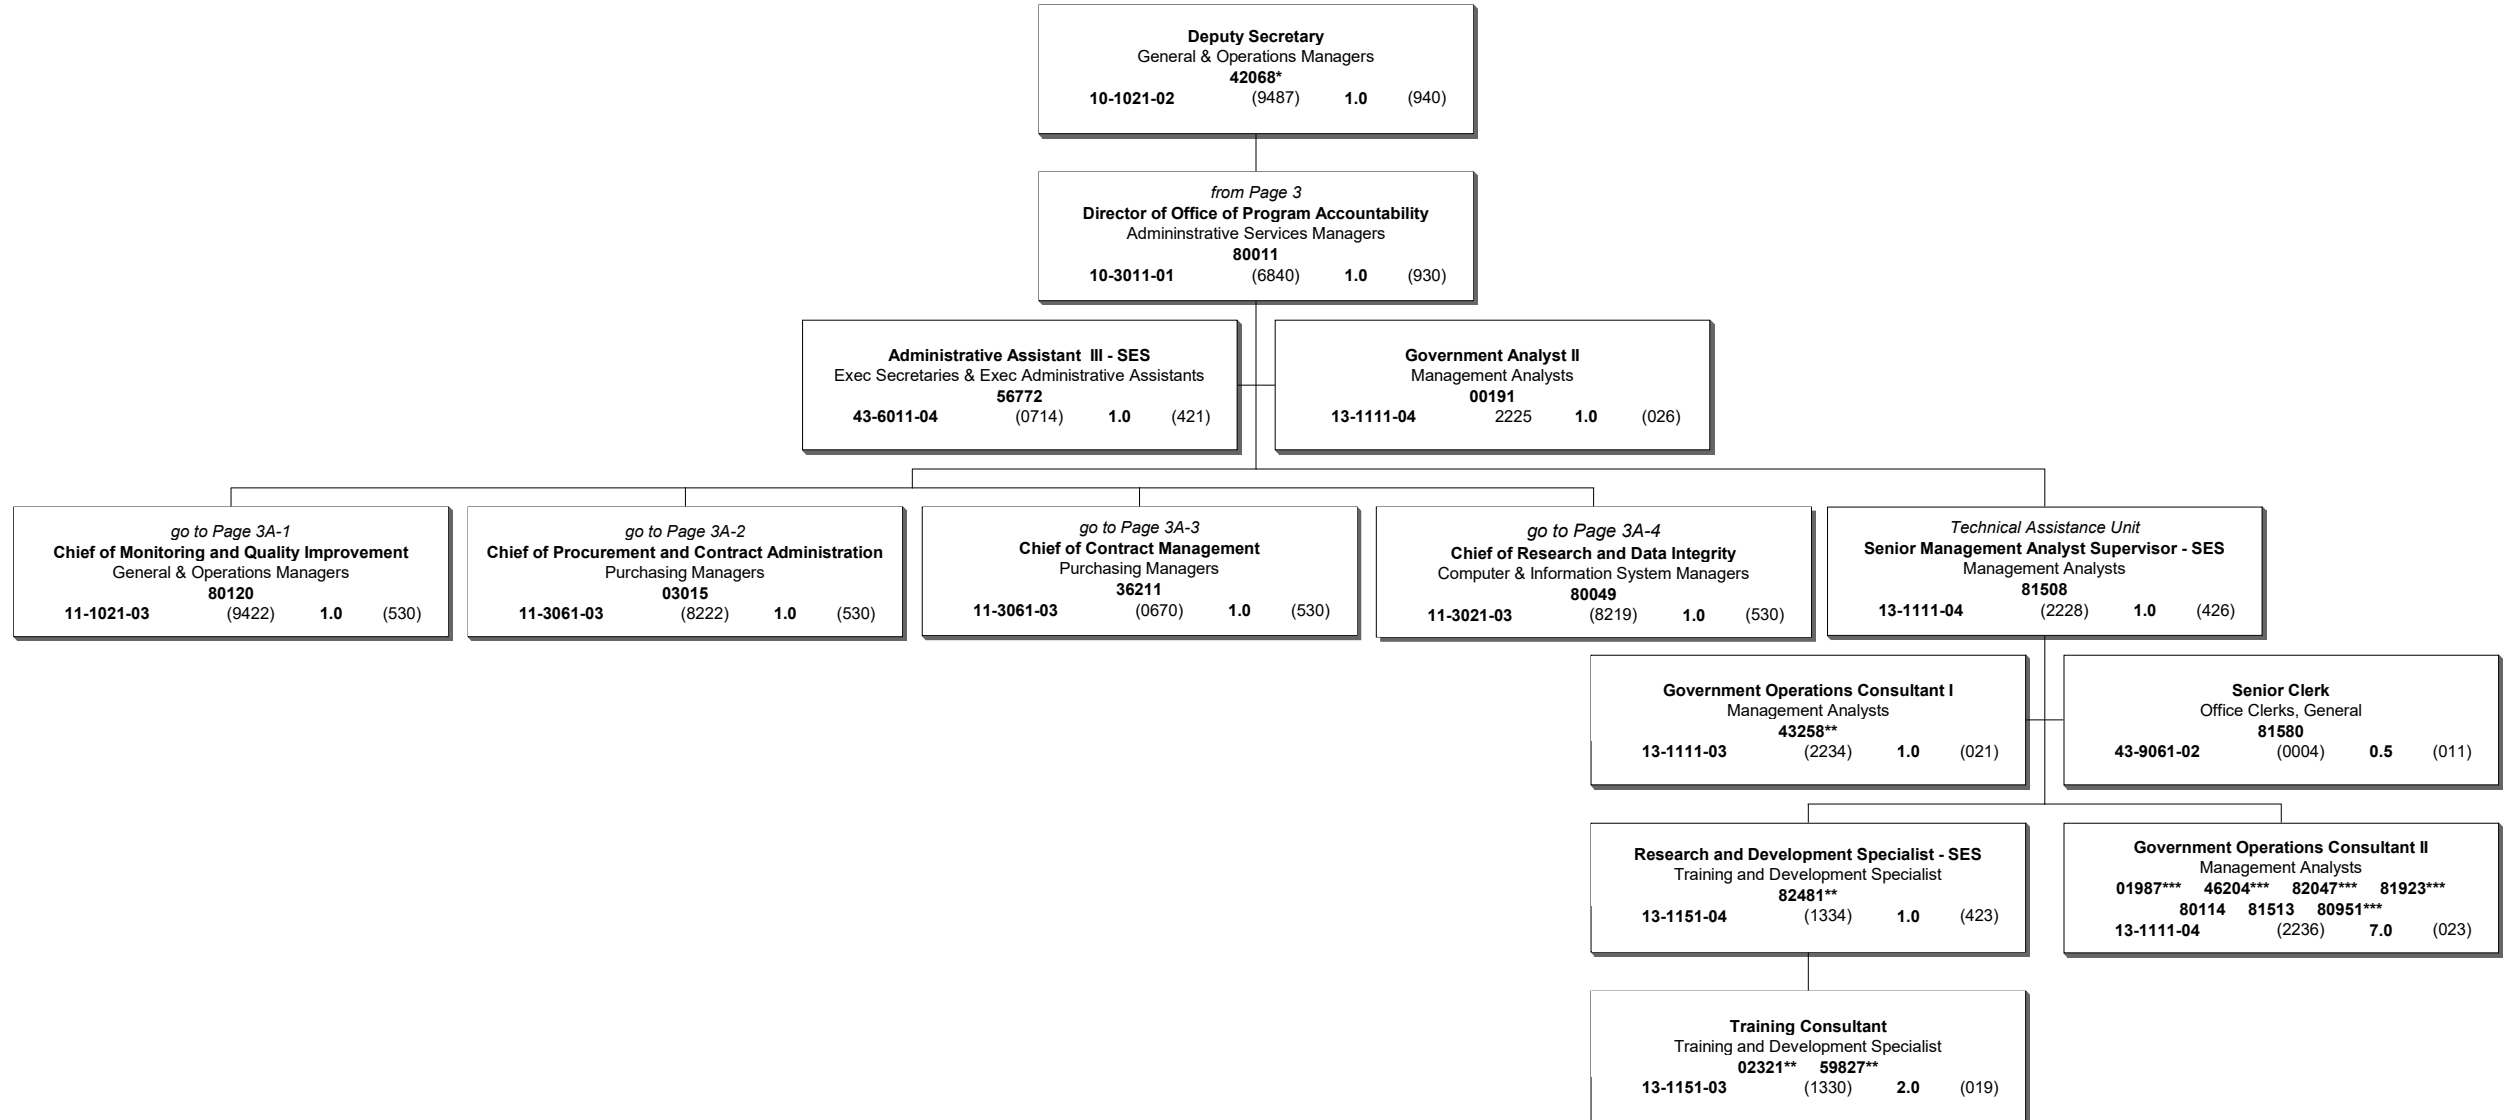 Deputy Secretary
General & Operations Managers
42068*
10-1021-02 (9487) 1.0 (940)
from Page 3
Director of Office of Program Accountability
Admininstrative Services Managers
80011
10-3011-01 (6840) 1.0 (930)
Administrative Assistant III - SES
Exec Secretaries & Exec Administrative Assistants
56772
43-6011-04 (0714) 1.0 (421)
Government Analyst II
Management Analysts
00191
13-1111-04 2225 1.0 (026)
go to Page 3A-1
Chief of Monitoring and Quality Improvement
General & Operations Managers
80120
11-1021-03 (9422) 1.0 (530)
go to Page 3A-2
Chief of Procurement and Contract Administration
Purchasing Managers
03015
11-3061-03 (8222) 1.0 (530)
go to Page 3A-3
Chief of Contract Management
Purchasing Managers
36211
11-3061-03 (0670) 1.0 (530)
go to Page 3A-4
Chief of Research and Data Integrity
Computer & Information System Managers
80049
11-3021-03 (8219) 1.0 (530)
Technical Assistance Unit
Senior Management Analyst Supervisor - SES
Management Analysts
81508
13-1111-04 (2228) 1.0 (426)
Government Operations Consultant I
Management Analysts
43258**
13-1111-03 (2234) 1.0 (021)
Senior Clerk
Office Clerks, General
81580
43-9061-02 (0004) 0.5 (011)
Research and Development Specialist - SES
Training and Development Specialist
82481**
13-1151-04 (1334) 1.0 (423)
Government Operations Consultant II
Management Analysts
01987*** 46204*** 82047*** 81923***
80114 81513 80951***
13-1111-04 (2236) 7.0 (023)
Training Consultant
Training and Development Specialist
02321** 59827**
13-1151-03 (1330) 2.0 (019)